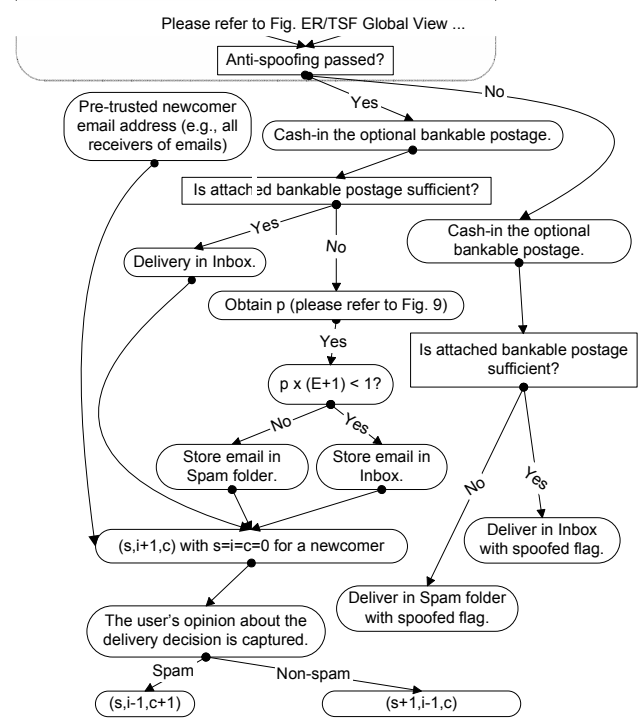 Please refer to Fig. ER/TSF Global View ...
Anti-spoofing passed?
Yes
No
Pre-trusted newcomer
email address (e.g., all
receivers of emails)
Cash-in the optional bankable postage.
Is attached bankable postage sufficient?
Yes
No
Cash-in the optional
bankable postage.
Delivery in Inbox.
Obtain p (please refer to Fig. 9)
Yes
Is attached bankable postage
sufficient?
p x (E+1) < 1?
No
Yes
Store email in
Spam folder.
Store email in
Inbox.
No
Yes
Deliver in Inbox
with spoofed flag.
(s,i+1,c) with s=i=c=0 for a newcomer
Deliver in Spam folder
with spoofed flag.
The user's opinion about the
delivery decision is captured.
Spam
Non-spam
(s,i-1,c+1)
(s+1,i-1,c)